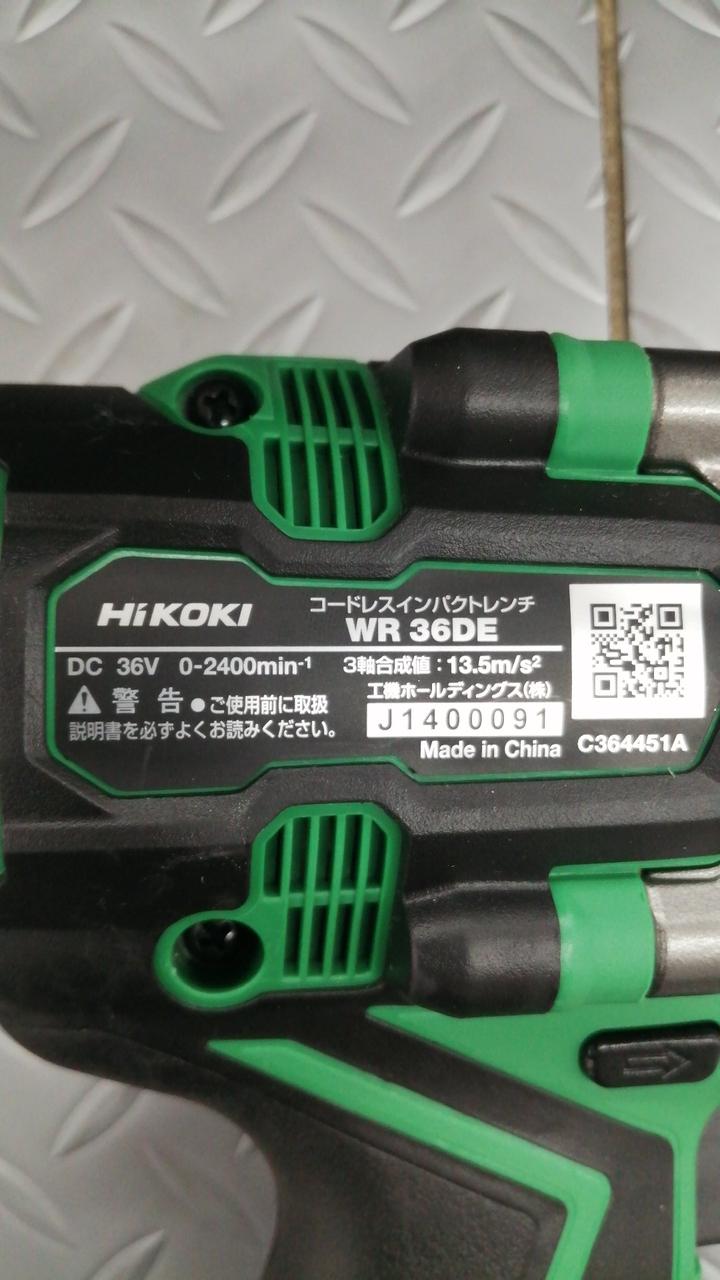 HiKOKI
コードレスインパクトレンチ
WR 36DE
DC 36V 0-2400min-1 3軸合成値：13.5m/s²
警告 ●ご使用前に取扱
説明書を必ずよくお読みください。
工機ホールディングス(株)
J1400091
Made in China
C364451A